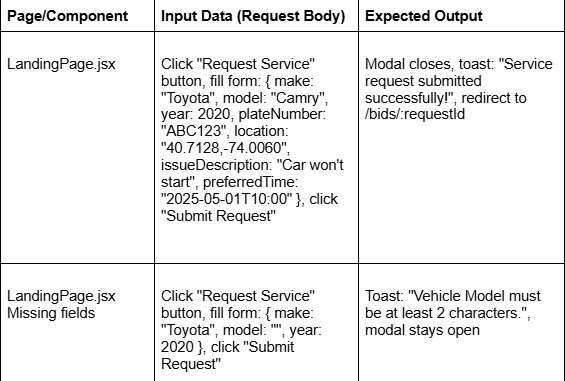 Page/Component
Input Data (Request Body)
Expected Output
LandingPage.jsx
Click "Request Service"
button, fill form: { make:
"Toyota", model: "Camry",
year: 2020, plateNumber:
"ABC123", location:
"40.7128,-74.0060",
issueDescription: "Car won't
start", preferredTime:
"2025-05-01T10:00" }, click
"Submit Request"
Modal closes, toast: "Service
request submitted
successfully!", redirect to
/bids/:requestId
LandingPage.jsx
Missing fields
Click "Request Service"
button, fill form: { make:
"Toyota", model: "", year:
2020 }, click "Submit
Request"
Toast: "Vehicle Model must
be at least 2 characters.",
modal stays open